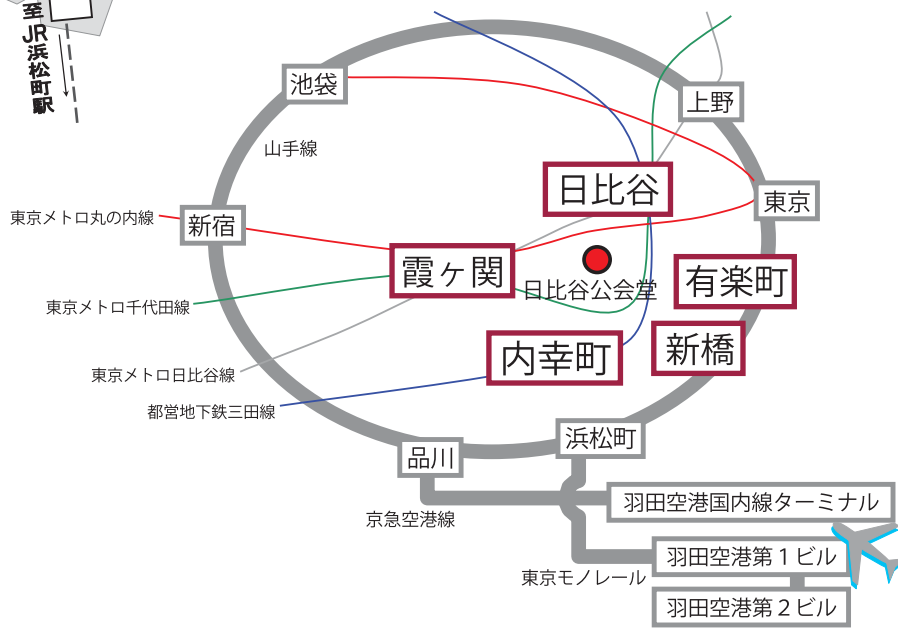 至JR浜松町駅
池袋
上野
山手線
日比谷
東京
新宿
東京メトロ丸の内線
霞ヶ関
有楽町
日比谷公会堂
東京メトロ千代田線
新橋
内幸町
東京メトロ日比谷線
都営地下鉄三田線
浜松町
品川
羽田空港国内線ターミナル
京急空港線
羽田空港第1ビル
東京モノレール
羽田空港第2ビル